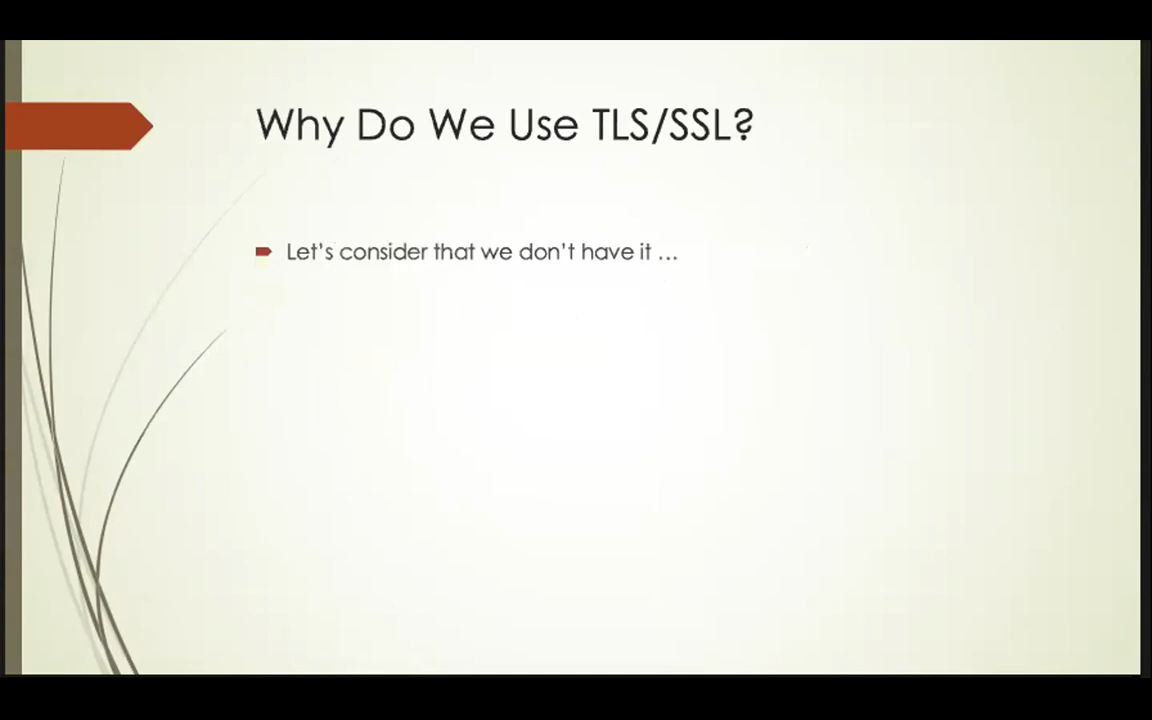 Why Do We Use TLS/SSL?
Let’s consider that we don’t have it …